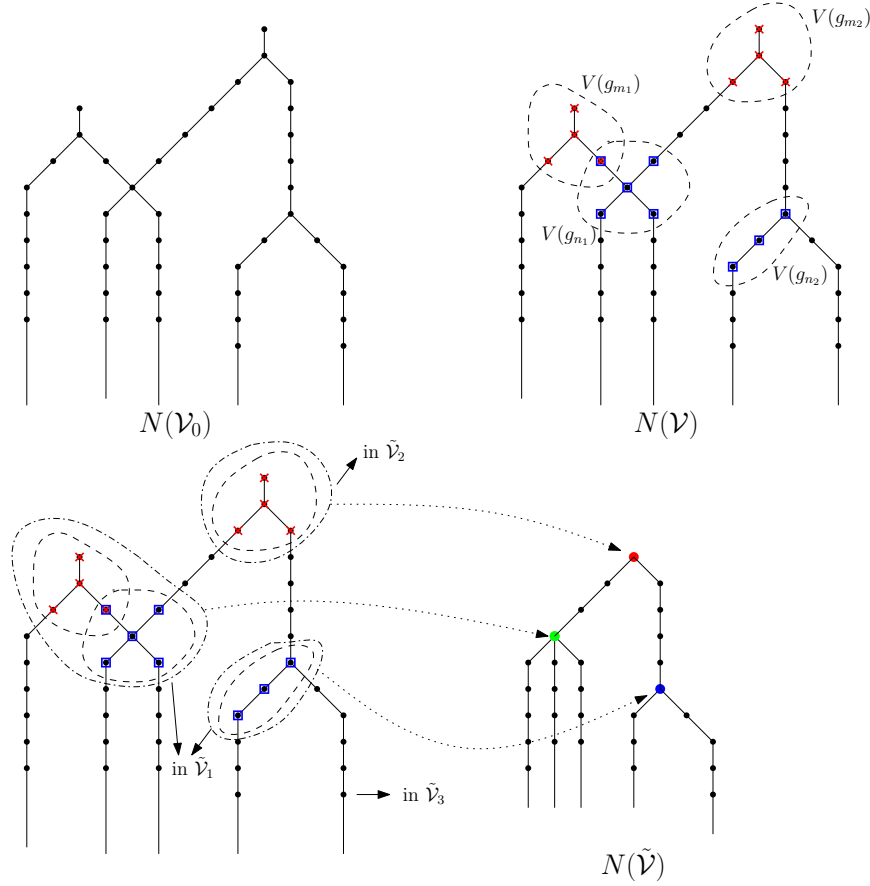 V(g_{m_2})
V(g_{m_1})
V(g_{n_1})
V(g_{n_2})
N(𝒱_0)
N(𝒱)
in 𝒱̃_2
in 𝒱̃_1
in 𝒱̃_3
N(𝒱̃)